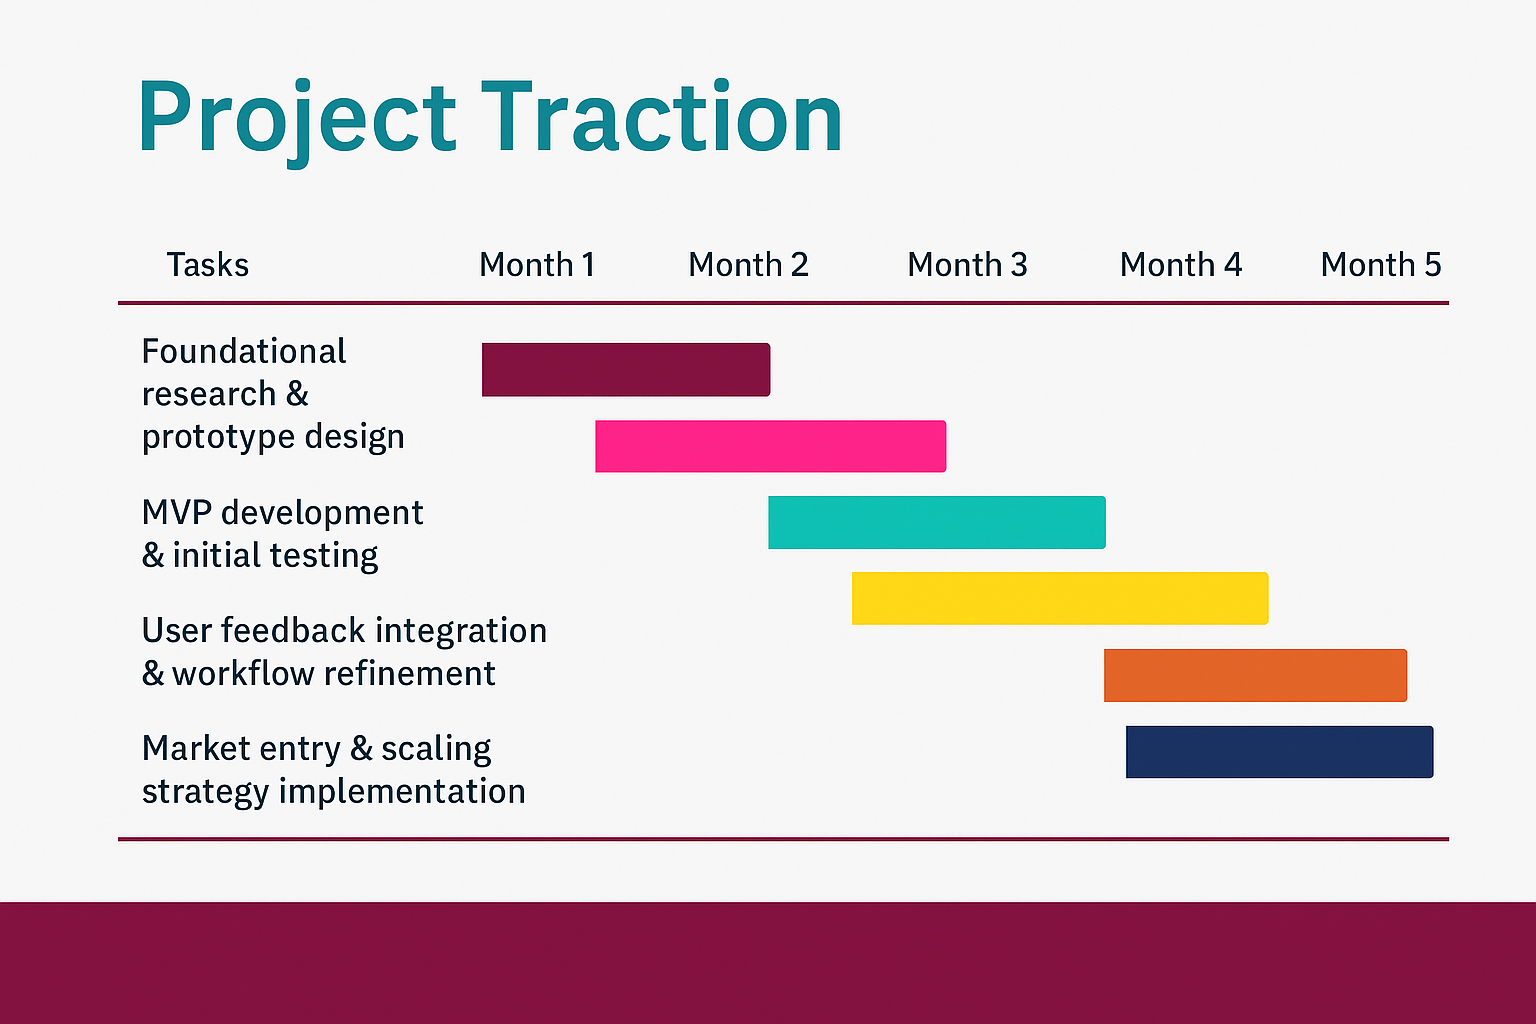 Project Traction
Tasks Month 1 Month 2 Month 3 Month 4 Month 5
Foundational
research &
prototype design
MVP development
& initial testing
User feedback integration
& workflow refinement
Market entry & scaling
strategy implementation